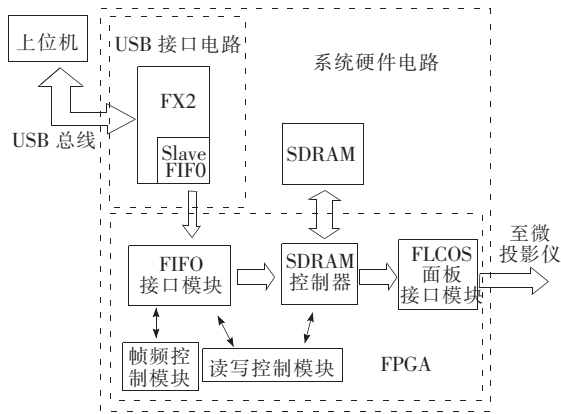 上位机
USB 接口电路
系统硬件电路
FX2
USB 总线
Slave
FIFO
SDRAM
至微
投影仪
FIFO
接口模块
SDRAM
控制器
FLCOS
面板
接口模块
帧频控
制模块
读写控制模块
FPGA